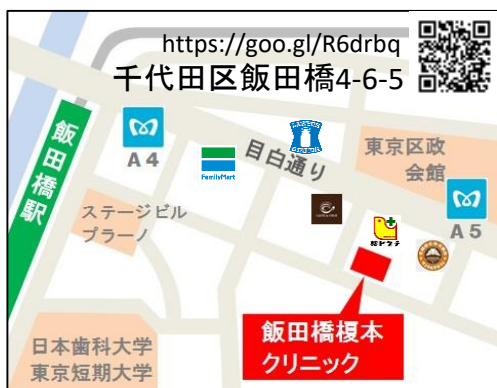 https://goo.gl/R6drbq
千代田区飯田橋4-6-5
飯田橋駅
A4
FamilyMart
LAWSON
STATION
目白通り
東京区政
会館
A5
ステージビル
プラーノ
飯田橋榎本
クリニック
日本歯科大学
東京短期大学